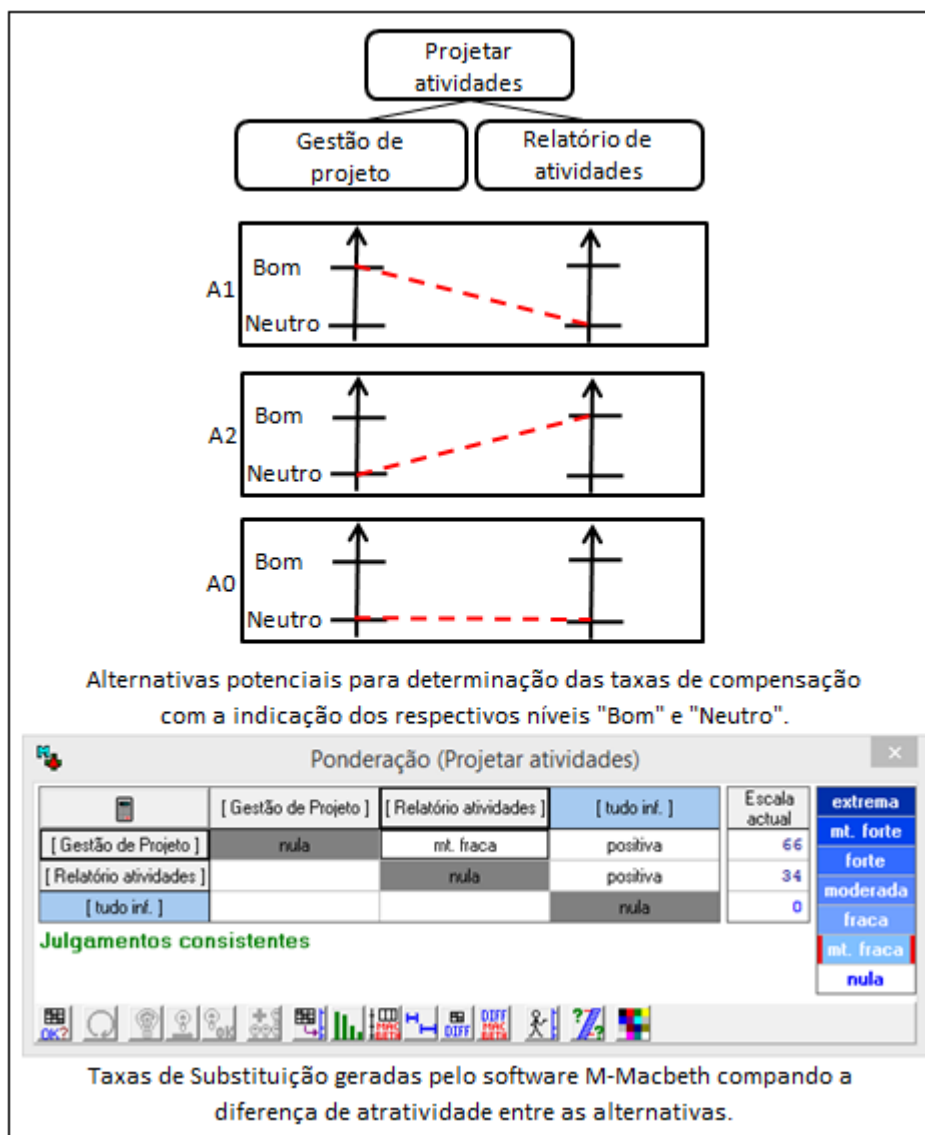 Projetar
atividades
Gestão de
projeto
Relatório de
atividades
A1
Bom
Neutro
A2
Bom
Neutro
A0
Bom
Neutro
Alternativas potenciais para determinação das taxas de compensação
com a indicação dos respectivos níveis "Bom" e "Neutro".
Ponderação (Projetar atividades)
[ Gestão de Projeto ] [ Relatório atividades ] [ tudo inf. ] Escala actual
[ Gestão de Projeto ] nula mt. fraca positiva 66
[ Relatório atividades ] nula positiva 34
[ tudo inf. ] nula 0
extrema
mt. forte
forte
moderada
fraca
mt. fraca
nula
Julgamentos consistentes
OK?
DIFF
DIFF
Taxas de Substituição geradas pelo software M-Macbeth compando a
diferença de atratividade entre as alternativas.